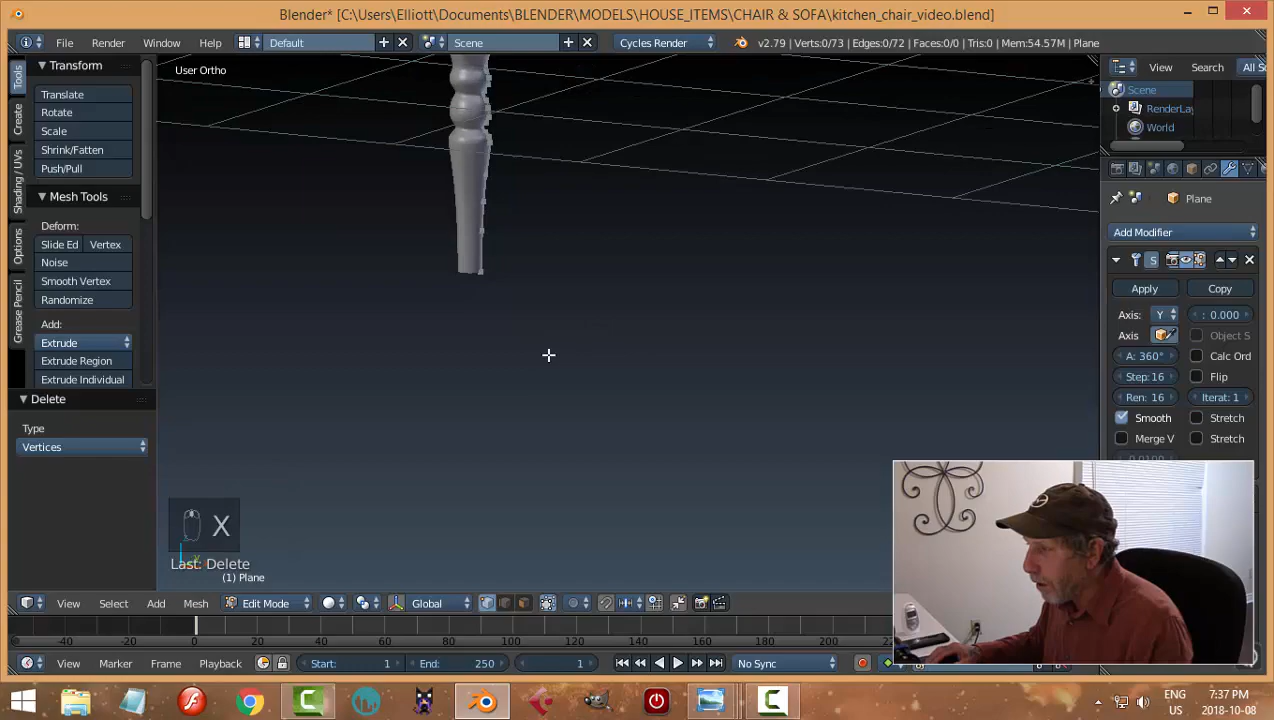 Blender* [C:\Users\Elliott\Documents\BLENDER\MODELS\HOUSE_ITEMS\CHAIR & SOFA\kitchen_chair_video.blend]
File Render Window Help Default Scene Cycles Render v2.79 | Verts:0/73 | Edges:0/72 | Faces:0/0 | Tris:0 | Mem:54.57M | Plane
Tools
Create
Shading / UVs
Options
Grease Pencil
Transform
Translate
Rotate
Scale
Shrink/Fatten
Push/Pull
Mesh Tools
Deform:
Slide Ed Vertex
Noise
Smooth Vertex
Randomize
Add:
Extrude
Extrude Region
Extrude Individual
Delete
Type
Vertices
User Ortho
X
Last: Delete
(1) Plane
View Search All S
Scene
RenderLay
World
Plane
Add Modifier
S
Apply Copy
Axis: Y : 0.000
Axis Object S
A: 360° Calc Ord
Step:16 Flip
Ren: 16 Iterat: 1
Smooth Stretch
Merge V Stretch
View Select Add Mesh Edit Mode Global
-40 -20 0 20 40 60 80 100 120 140 160 180 200
View Marker Frame Playback Start: 1 End: 250 1 No Sync
ENG
US
7:37 PM
2018-10-08